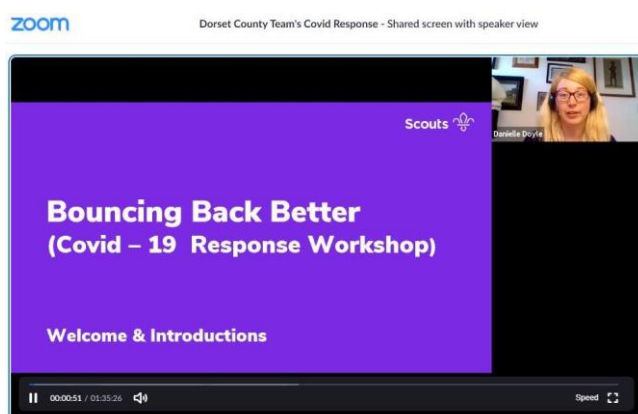 zoom
Dorset County Team's Covid Response - Shared screen with speaker view
Scouts
Danielle Doyle
Bouncing Back Better
(Covid – 19 Response Workshop)
Welcome & Introductions
00:00:51 / 01:35:26
Speed